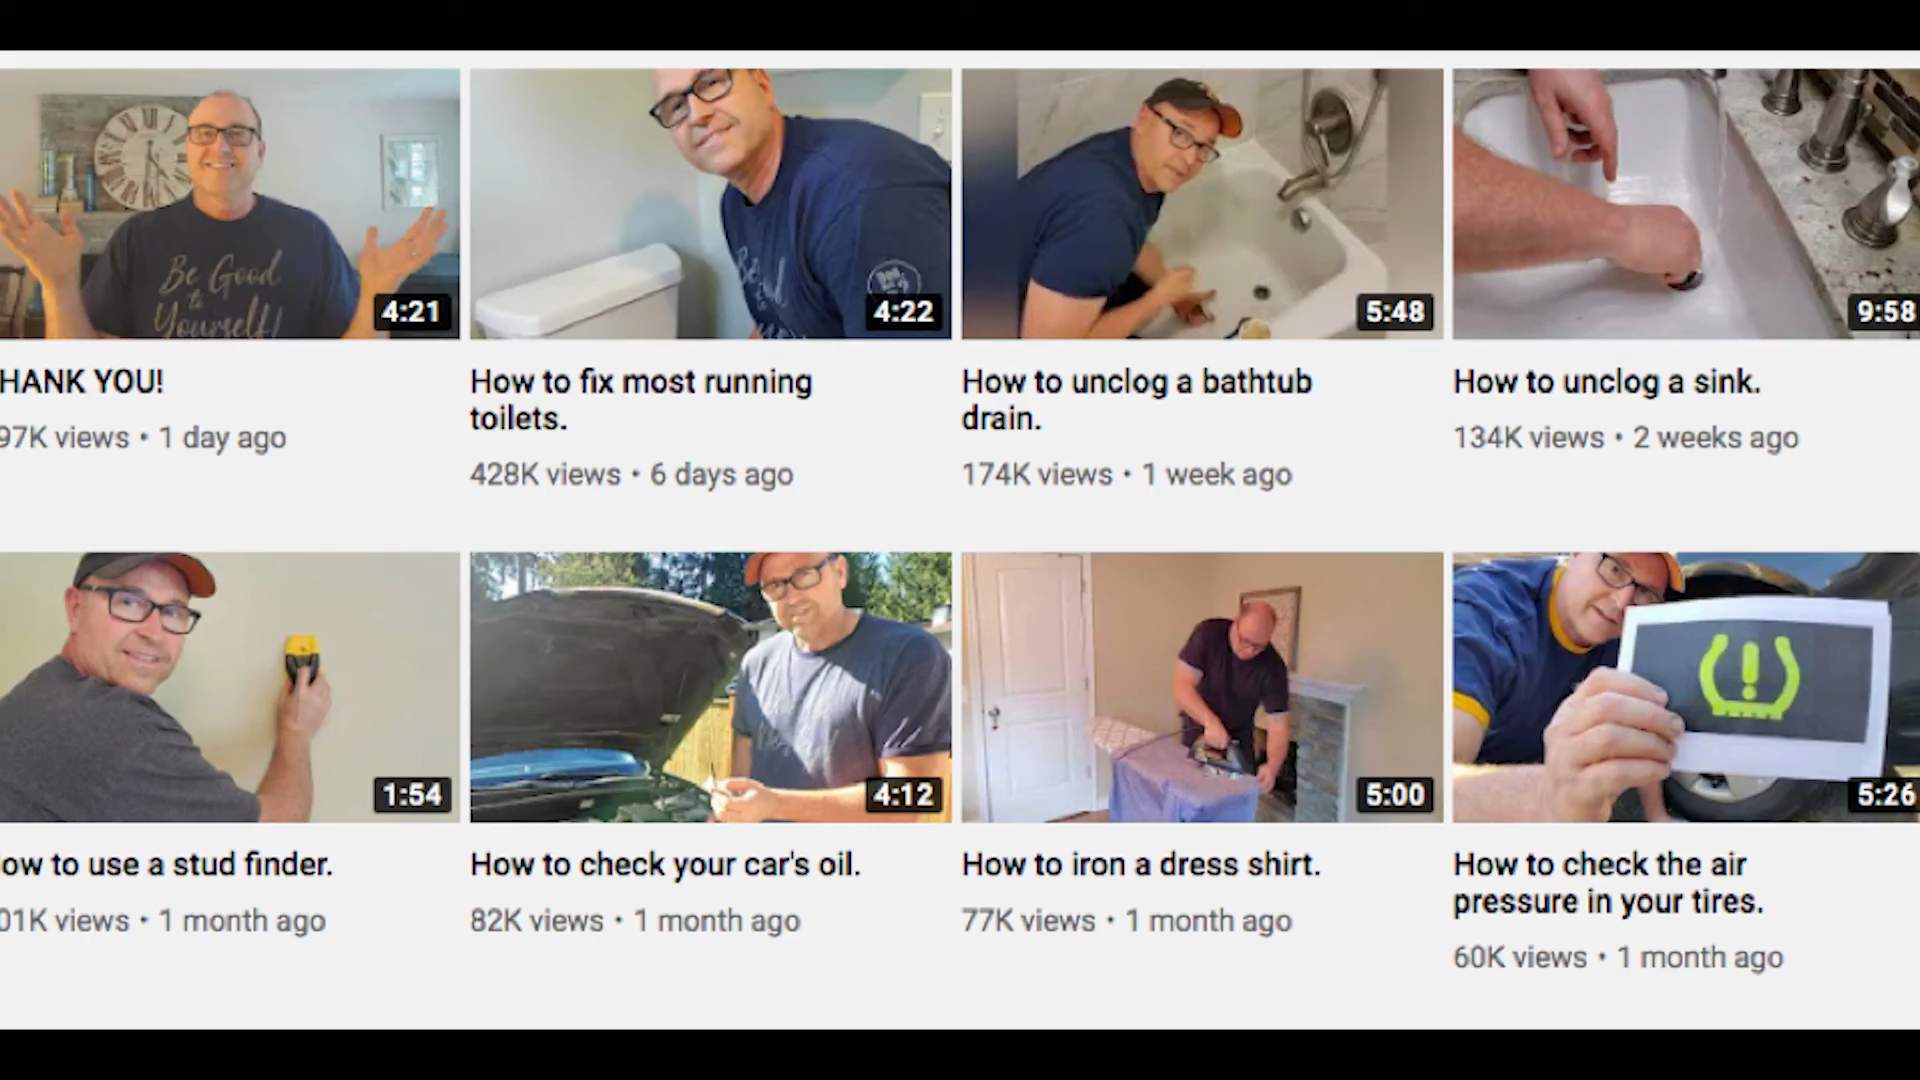 Be Good
to
Yourself!
4:21
4:22
5:48
9:58
HANK YOU!
97K views • 1 day ago
How to fix most running
toilets.
428K views • 6 days ago
How to unclog a bathtub
drain.
174K views • 1 week ago
How to unclog a sink.
134K views • 2 weeks ago
1:54
4:12
5:00
5:26
ow to use a stud finder.
01K views • 1 month ago
How to check your car's oil.
82K views • 1 month ago
How to iron a dress shirt.
77K views • 1 month ago
How to check the air
pressure in your tires.
60K views • 1 month ago